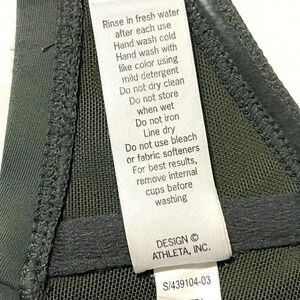 Rinse in fresh water
after each use
Hand wash cold
Hand wash with
like color using
mild detergent
Do not dry clean
Do not store
when wet
Do not iron
Line dry
Do not use bleach
or fabric softeners
For best results,
remove internal
cups before
washing
DESIGN ©
ATHLETA, INC.
S/439104-03